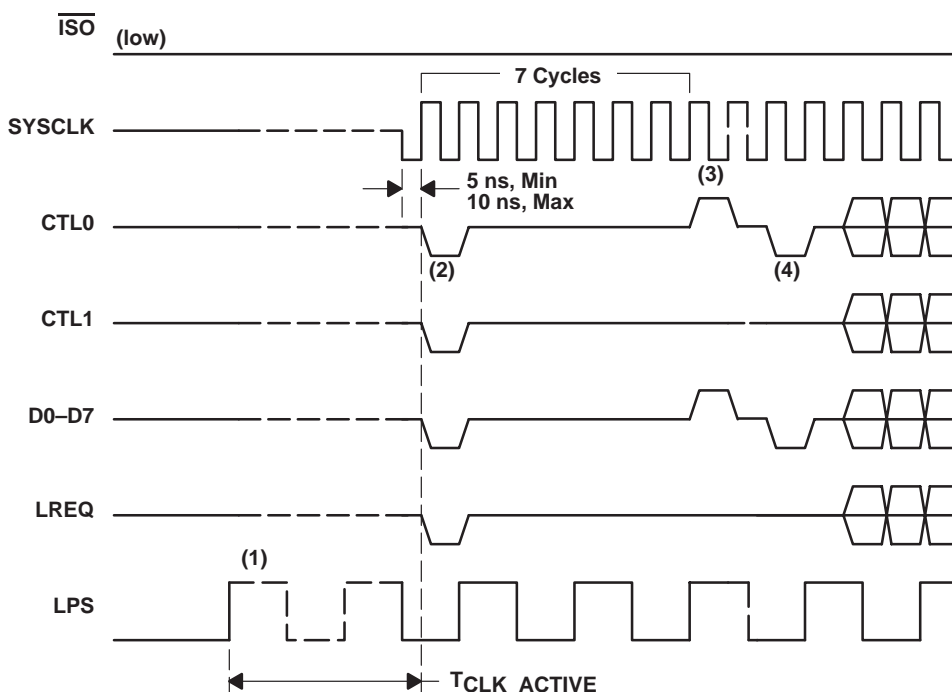 ISO
(low)
7 Cycles
SYSCLK
(3)
5 ns, Min
10 ns, Max
CTL0
(2)
(4)
CTL1
D0–D7
LREQ
(1)
LPS
TCLK_ACTIVE